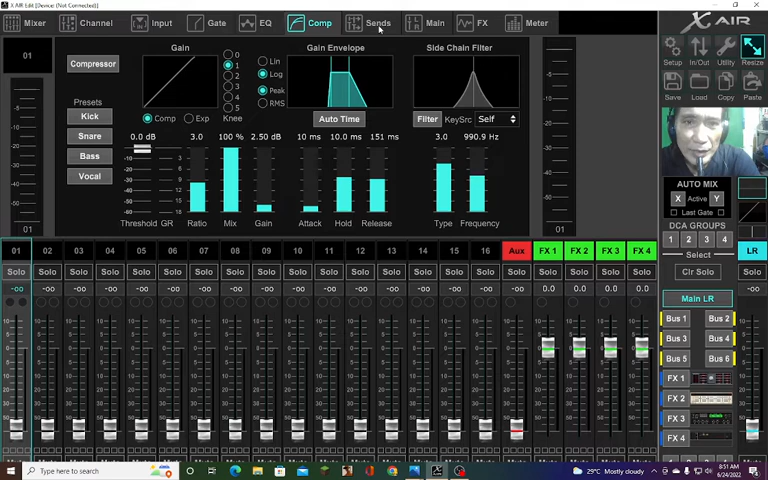 X AIR Edit [Device: (Not Connected)]
Mixer Channel Input Gate EQ Comp Sends Main FX Meter
X AIR
01
Compressor
Presets
Kick
Snare
Bass
Vocal
Gain
0
1
2
3
4
5
Comp Exp Knee
Gain Envelope
Lin
Log
Peak
RMS
Auto Time
Side Chain Filter
Filter KeySrc Self
Setup In/Out Utility Resize
Save Load Copy Paste
0.0 dB 3.0 100 % 2.50 dB 10 ms 10.0 ms 151 ms 3.0 990.9 Hz
Threshold GR Ratio Mix Gain Attack Hold Release Type Frequency
01 01
AUTO MIX
X Active Y
Last Gate
DCA GROUPS
1 2 3 4
Select
Clr Solo
Main LR
Bus 1 Bus 2
Bus 3 Bus 4
Bus 5 Bus 6
FX 1
FX 2
FX 3
FX 4
01 02 03 04 05 06 07 08 09 10 11 12 13 14 15 16 Aux FX 1 FX 2 FX 3 FX 4 LR
Solo Solo Solo Solo Solo Solo Solo Solo Solo Solo Solo Solo Solo Solo Solo Solo Solo Solo Solo Solo Solo Solo
-oo -oo -oo -oo -oo -oo -oo -oo -oo -oo -oo -oo -oo -oo -oo -oo -oo 0.0 0.0 0.0 0.0 -oo
Type here to search
29°C Mostly cloudy
8:51 AM
6/24/2022